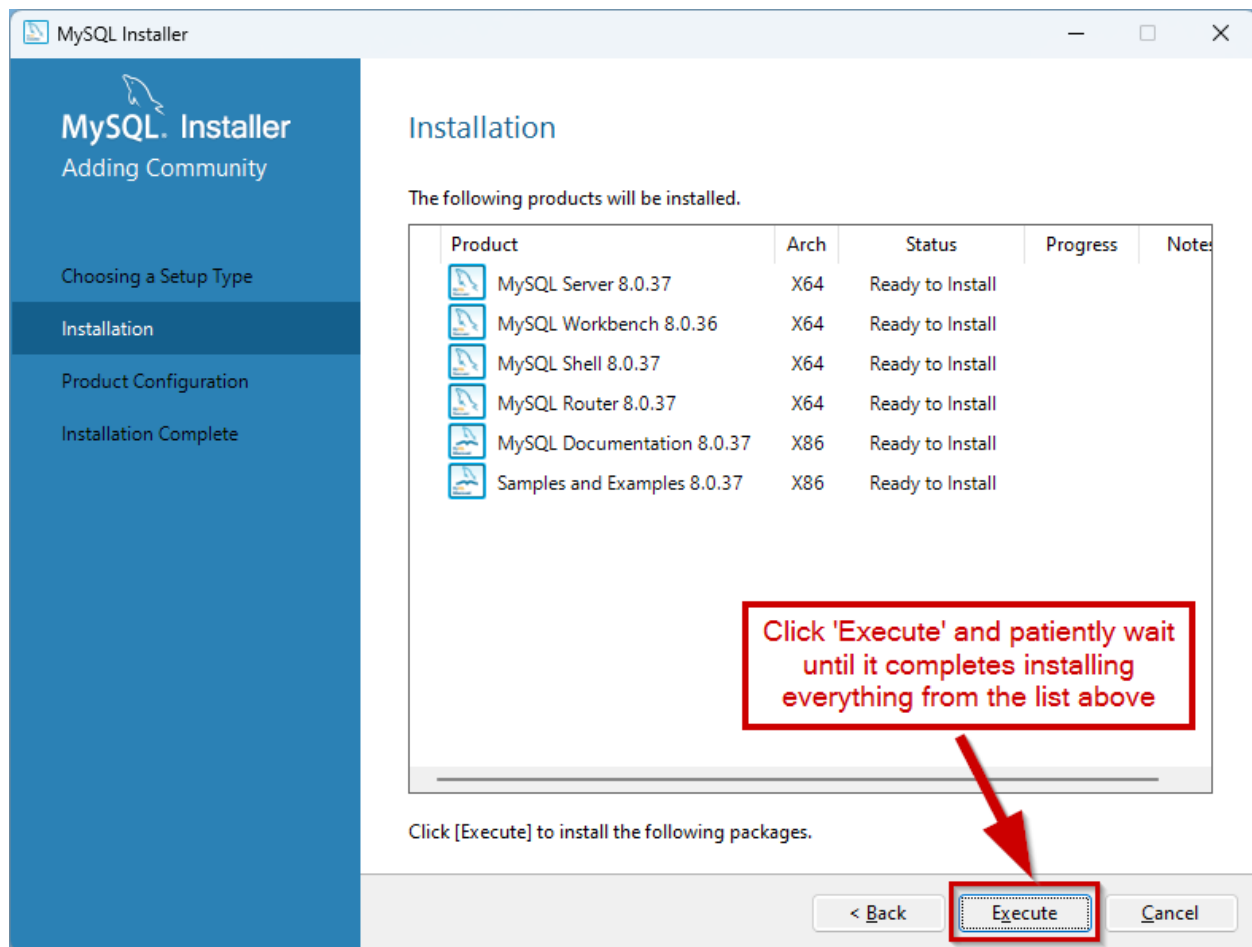 MySQL Installer
MySQL. Installer
Adding Community
Choosing a Setup Type
Installation
Product Configuration
Installation Complete
Installation
The following products will be installed.
Product Arch Status Progress Notes
MySQL Server 8.0.37 X64 Ready to Install
MySQL Workbench 8.0.36 X64 Ready to Install
MySQL Shell 8.0.37 X64 Ready to Install
MySQL Router 8.0.37 X64 Ready to Install
MySQL Documentation 8.0.37 X86 Ready to Install
Samples and Examples 8.0.37 X86 Ready to Install
Click 'Execute' and patiently wait
until it completes installing
everything from the list above
Click [Execute] to install the following packages.
< Back Execute Cancel